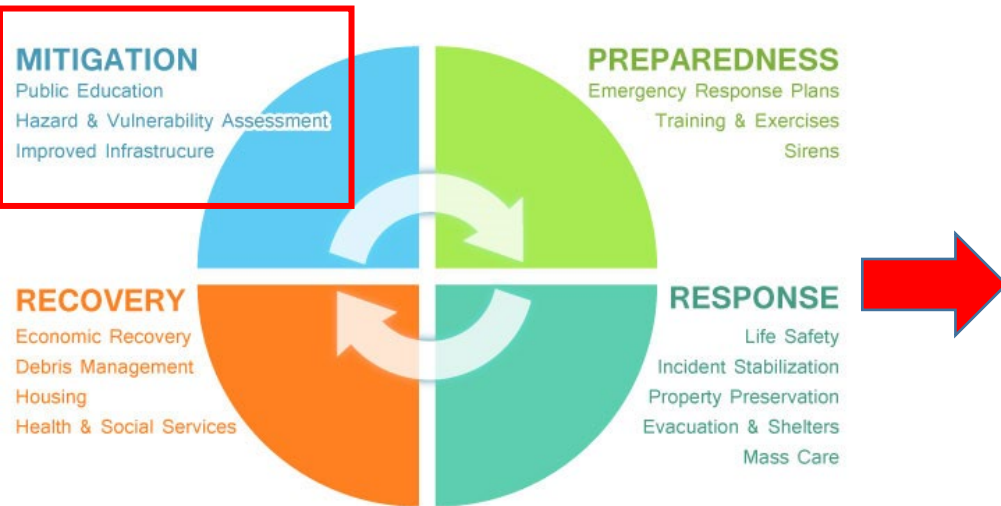 MITIGATION
Public Education
Hazard & Vulnerability Assessment
Improved Infrastrucure
PREPAREDNESS
Emergency Response Plans
Training & Exercises
Sirens
RECOVERY
Economic Recovery
Debris Management
Housing
Health & Social Services
RESPONSE
Life Safety
Incident Stabilization
Property Preservation
Evacuation & Shelters
Mass Care